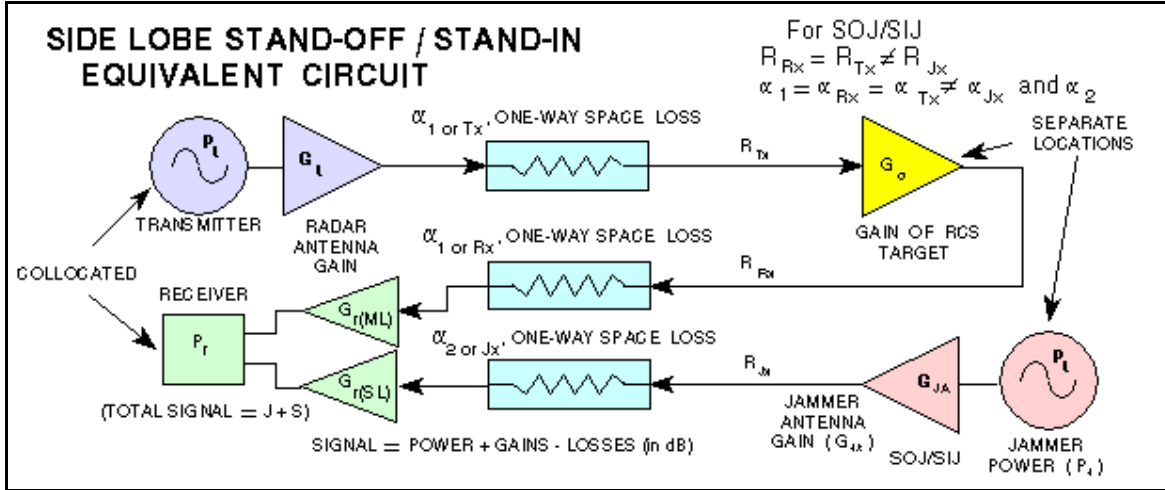 SIDE LOBE STAND-OFF / STAND-IN
EQUIVALENT CIRCUIT
For SOJ/SIJ
R Rx = R Tx ≠ R Jx
α 1 = α Rx = α Tx ≠ α Jx and α 2
SEPARATE
LOCATIONS
α 1 or Tx, ONE-WAY SPACE LOSS
P t
G t
R Tx
G σ
TRANSMITTER
RADAR
ANTENNA
GAIN
GAIN OF RCS
TARGET
α 1 or Rx, ONE-WAY SPACE LOSS
R Rx
COLLOCATED
RECEIVER
G r(ML)
P r
α 2 or Jx, ONE-WAY SPACE LOSS
G r(SL)
R Jx
G JA
P t
(TOTAL SIGNAL = J + S)
SIGNAL = POWER + GAINS - LOSSES (in dB)
JAMMER
ANTENNA
GAIN (G )
SOJ/SIJ
JAMMER
POWER (P )